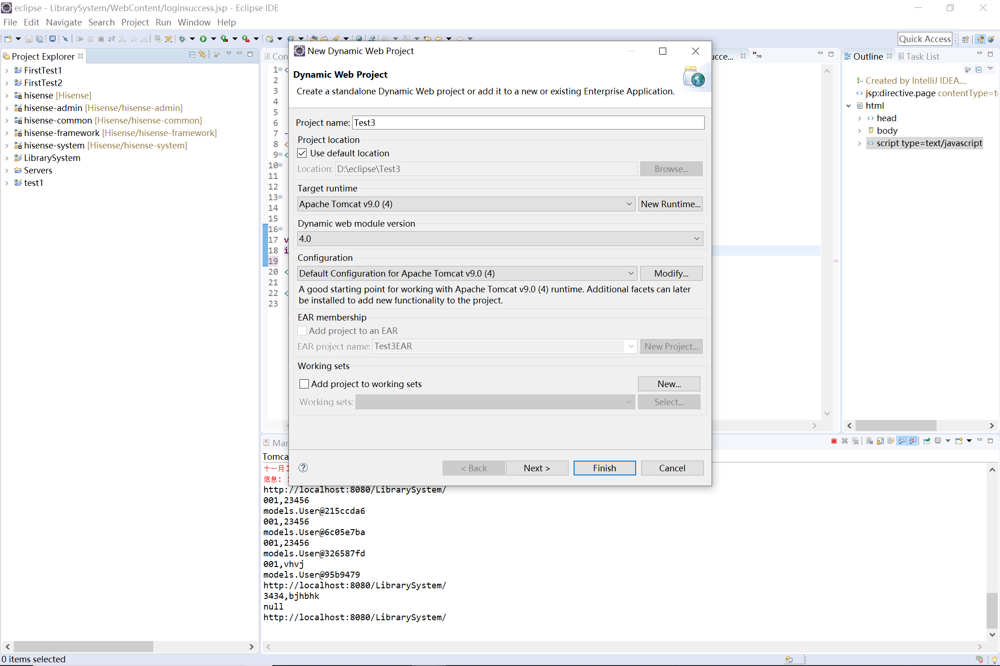 eclipse - LibrarySystem/WebContent/loginsuccess.jsp - Eclipse IDE
File Edit Navigate Search Project Run Window Help
Quick Access
Project Explorer
FirstTest1
FirstTest2
hisense [Hisense]
hisense-admin [Hisense/hisense-admin]
hisense-common [Hisense/hisense-common]
hisense-framework [Hisense/hisense-framework]
hisense-system [Hisense/hisense-system]
LibrarySystem
Servers
test1
Con
1
2
3
4
5
6
7
8
9
10
11
12
13
14
15
16
17 v
18 i
19
20 <
21
22 <
23
New Dynamic Web Project
Dynamic Web Project
Create a standalone Dynamic Web project or add it to a new or existing Enterprise Application.
Project name: Test3
Project location
Use default location
Location: D:\eclipse\Test3 Browse...
Target runtime
Apache Tomcat v9.0 (4) New Runtime...
Dynamic web module version
4.0
Configuration
Default Configuration for Apache Tomcat v9.0 (4) Modify...
A good starting point for working with Apache Tomcat v9.0 (4) runtime. Additional facets can later
be installed to add new functionality to the project.
EAR membership
Add project to an EAR
EAR project name: Test3EAR New Project...
Working sets
Add project to working sets New...
Working sets: Select...
< Back Next > Finish Cancel
ucce... »29
Outline Task List
Created by IntelliJ IDEA....
jsp:directive.page contentType=t
html
head
body
script type=text/javascript
Mar
Tomca
十一月 1
信息:
http://localhost:8080/LibrarySystem/
001,23456
models.User@215ccda6
001,23456
models.User@6c05e7ba
001,23456
models.User@326587fd
001,vhvj
models.User@95b9479
http://localhost:8080/LibrarySystem/
3434,bjhbhk
null
http://localhost:8080/LibrarySystem/
0 items selected